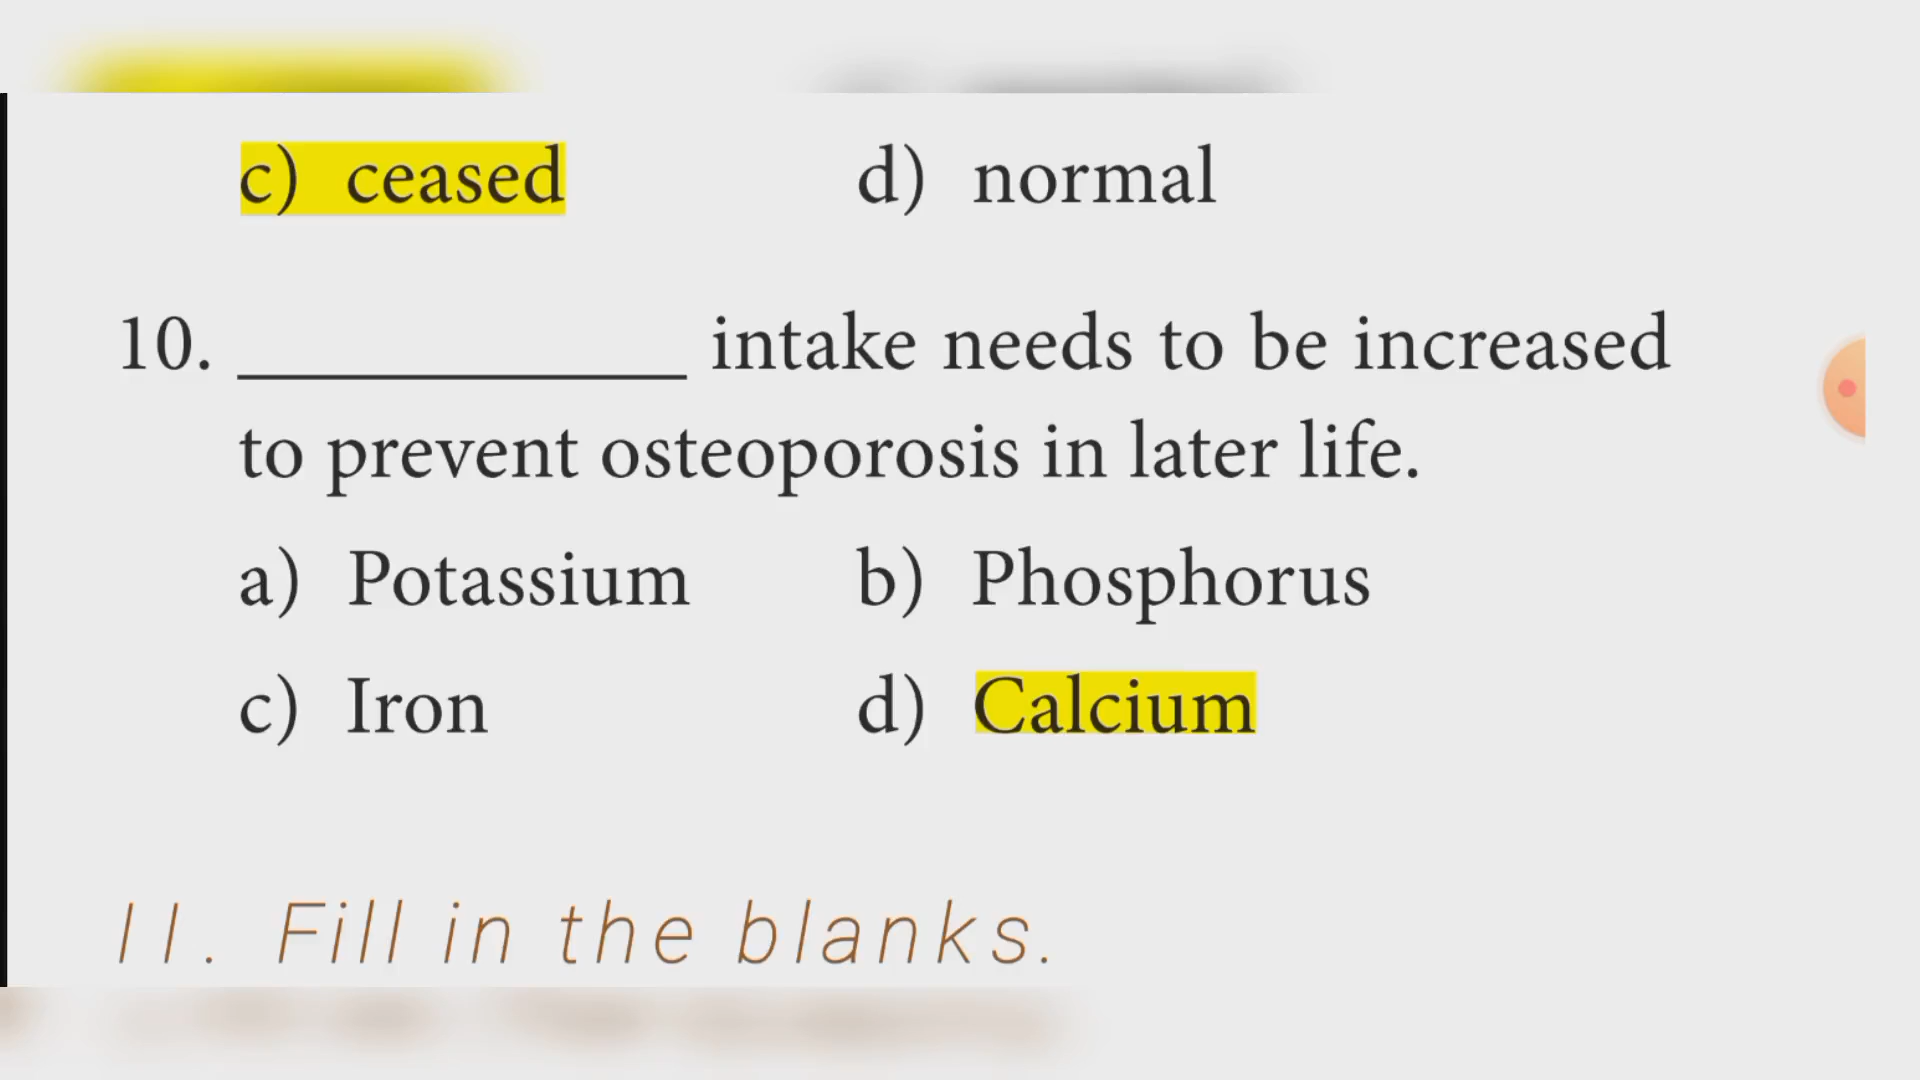 c) ceased d) normal
10. ____________ intake needs to be increased
to prevent osteoporosis in later life.
a) Potassium b) Phosphorus
c) Iron d) Calcium
II. Fill in the blanks.